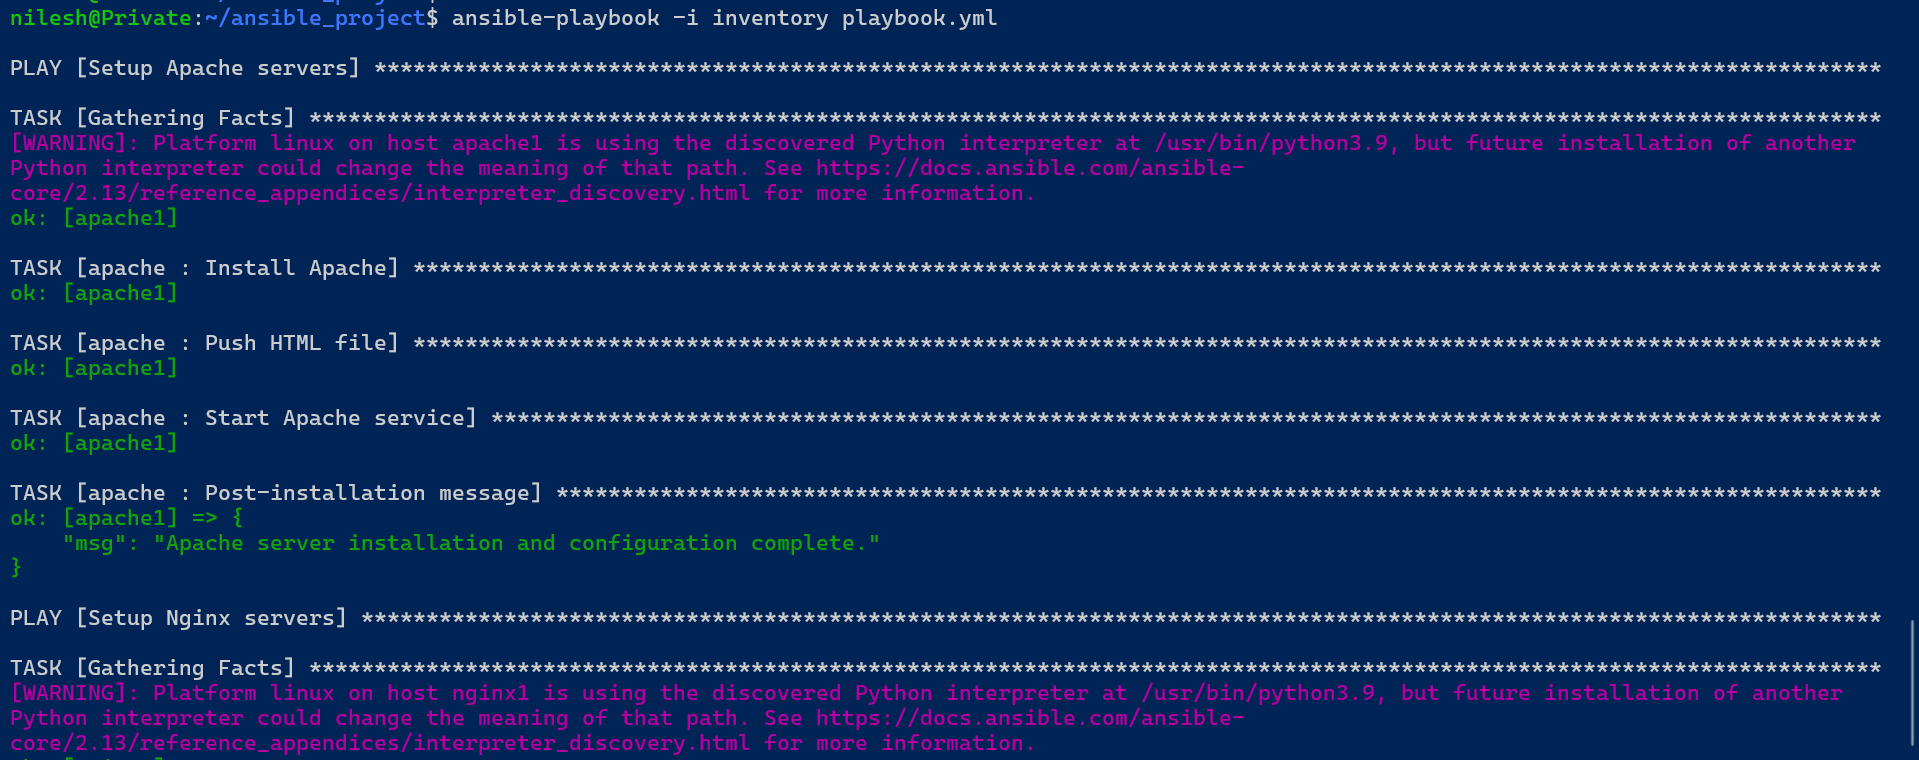 nilesh@Private:~/ansible_project$ ansible-playbook -i inventory playbook.yml
PLAY [Setup Apache servers] ********************************************************************************************************************
TASK [Gathering Facts] *************************************************************************************************************************
[WARNING]: Platform linux on host apache1 is using the discovered Python interpreter at /usr/bin/python3.9, but future installation of another
Python interpreter could change the meaning of that path. See https://docs.ansible.com/ansible-
core/2.13/reference_appendices/interpreter_discovery.html for more information.
ok: [apache1]
TASK [apache : Install Apache] *****************************************************************************************************************
ok: [apache1]
TASK [apache : Push HTML file] *****************************************************************************************************************
ok: [apache1]
TASK [apache : Start Apache service] ***********************************************************************************************************
ok: [apache1]
TASK [apache : Post-installation message] ******************************************************************************************************
ok: [apache1] => {
    "msg": "Apache server installation and configuration complete."
}
PLAY [Setup Nginx servers] *********************************************************************************************************************
TASK [Gathering Facts] *************************************************************************************************************************
[WARNING]: Platform linux on host nginx1 is using the discovered Python interpreter at /usr/bin/python3.9, but future installation of another
Python interpreter could change the meaning of that path. See https://docs.ansible.com/ansible-
core/2.13/reference_appendices/interpreter_discovery.html for more information.